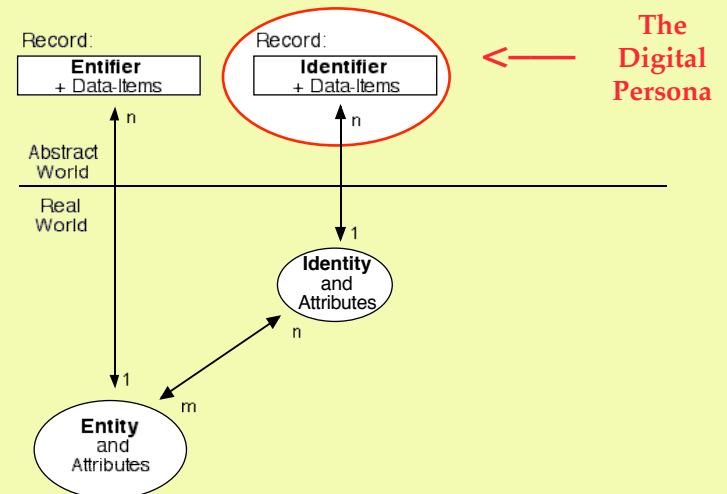 Record:
Entifier
+ Data-Items
Record:
Identifier
+ Data-Items
The
Digital
Persona
n
n
Abstract
World
Real
World
1
Identity
and
Attributes
n
1
m
Entity
and
Attributes